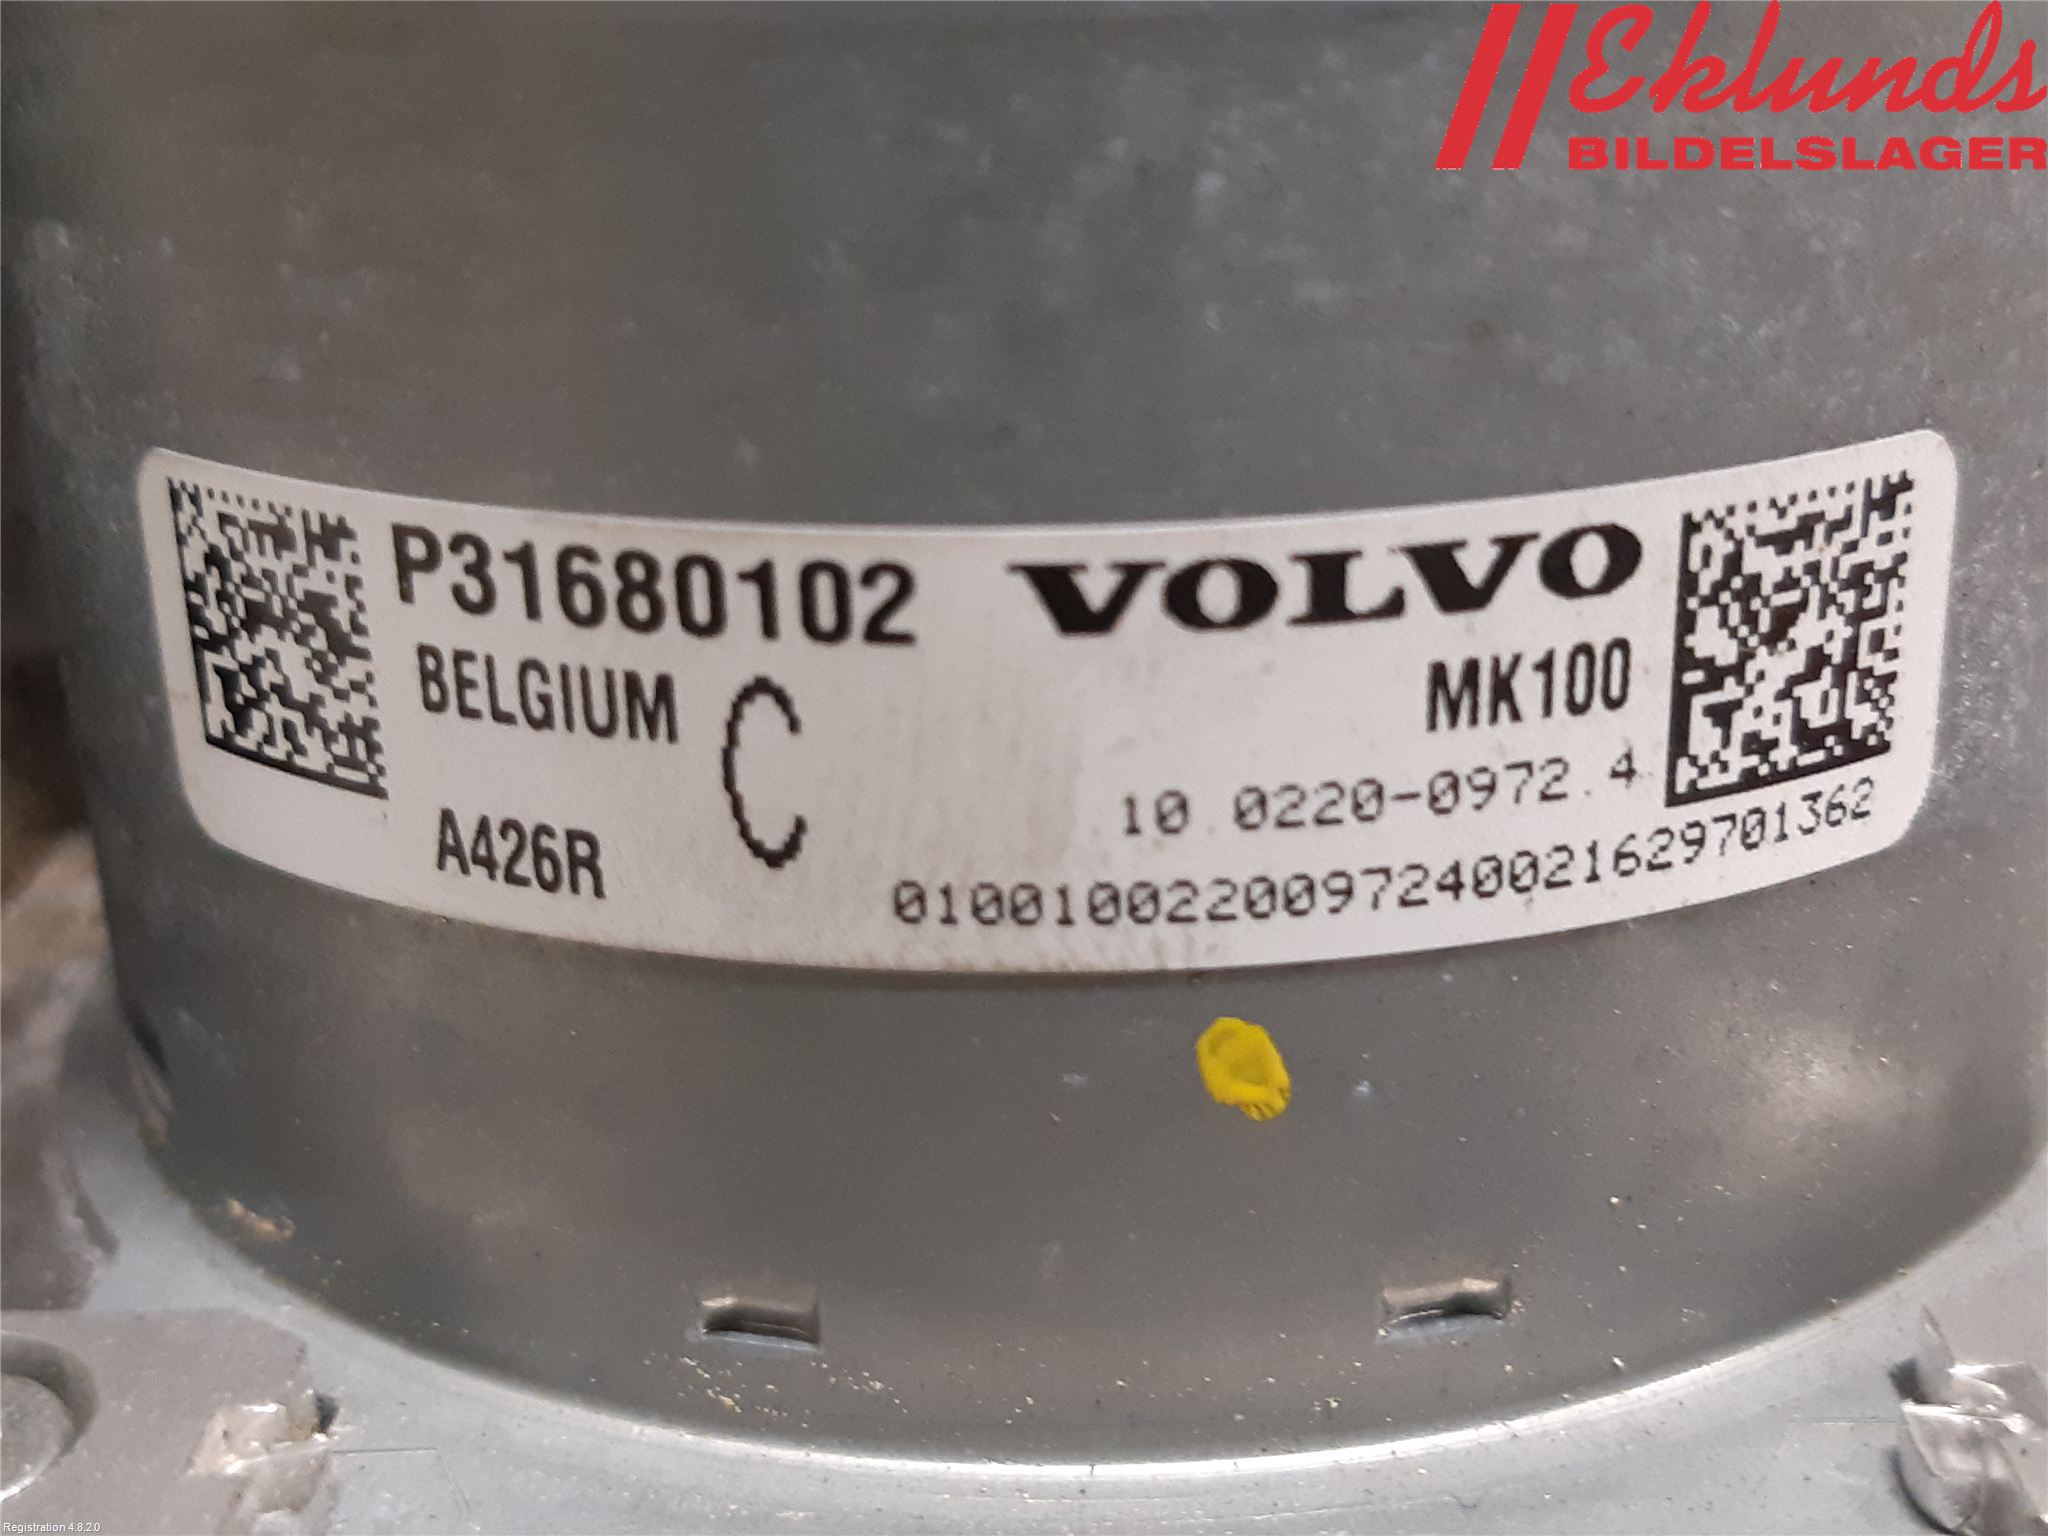 Eklunds
BILDELSLAGER
P31680102 VOLVO
BELGIUM C MK100
10.0220-0972.4
A426R
0100100220097240021629701362
Registration 4.8.2.0